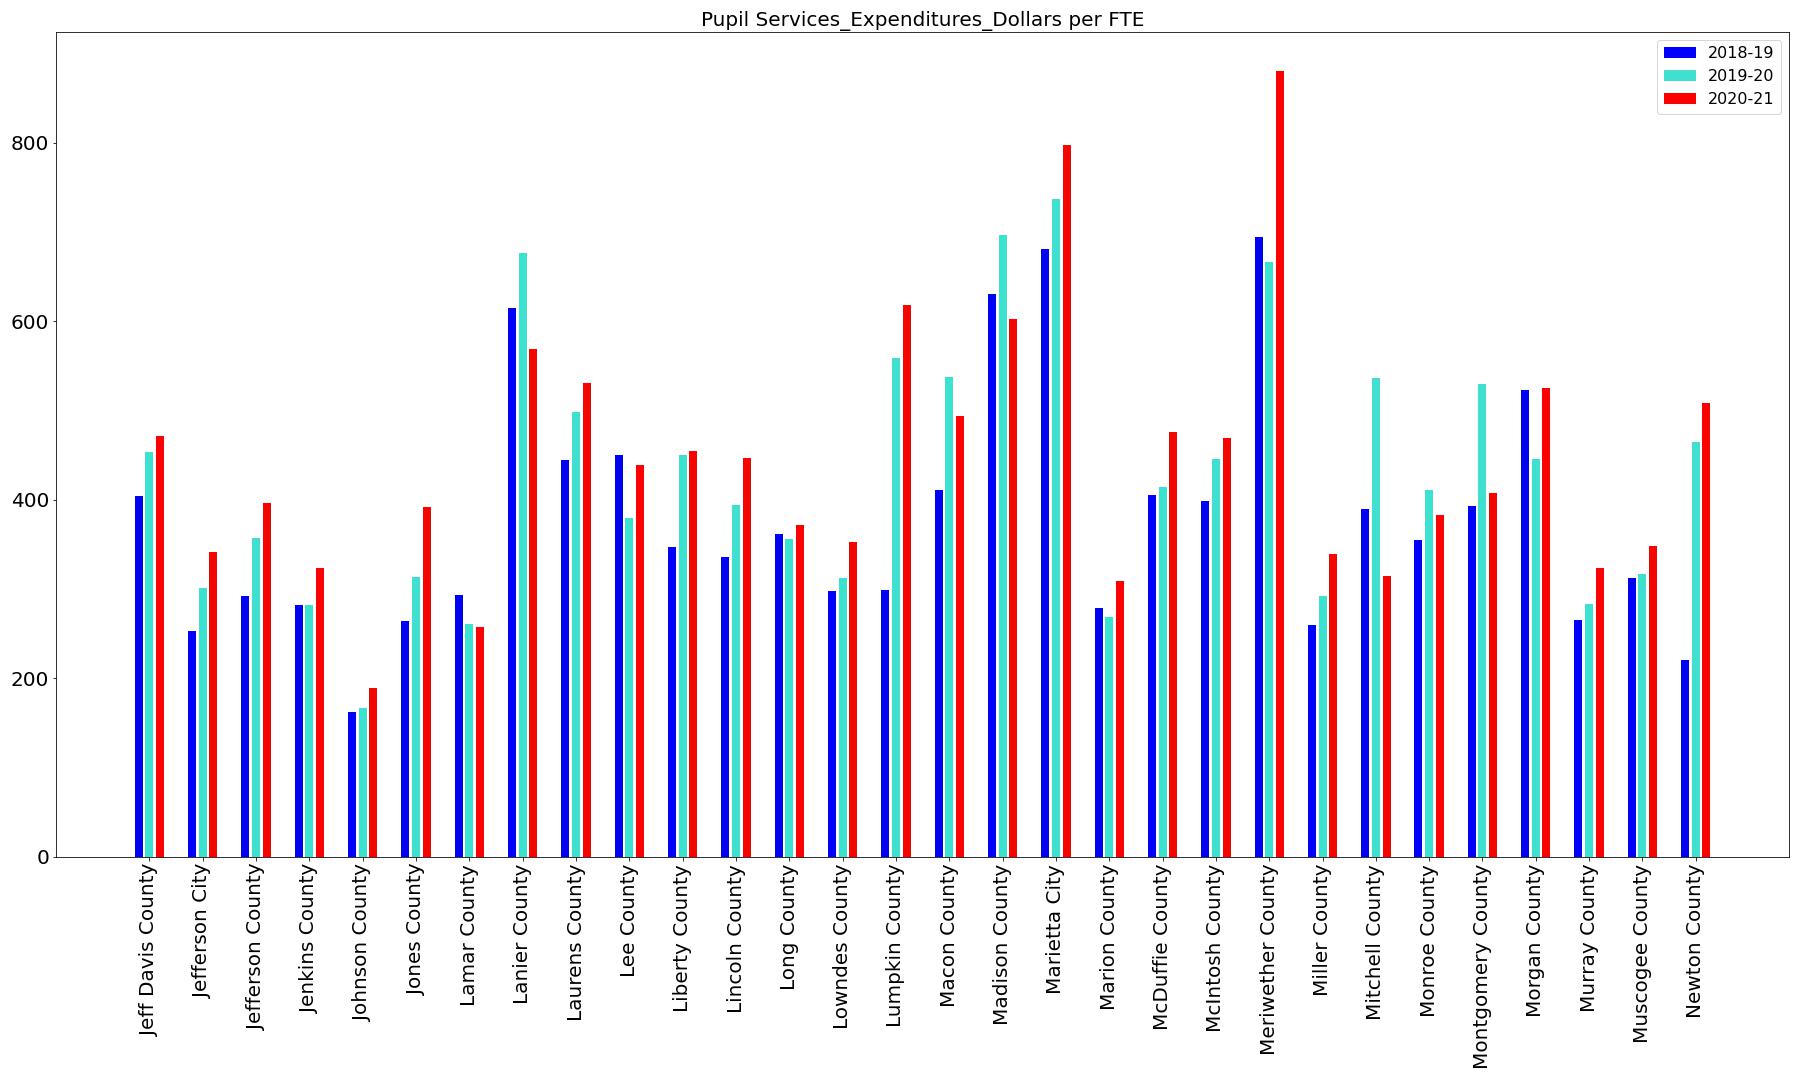 Pupil Services_Expenditures_Dollars per FTE
2018-19
2019-20
2020-21
800
600
400
200
0
Jeff Davis County
Jefferson City
Jefferson County
Jenkins County
Johnson County
Jones County
Lamar County
Lanier County
Laurens County
Lee County
Liberty County
Lincoln County
Long County
Lowndes County
Lumpkin County
Macon County
Madison County
Marietta City
Marion County
McDuffie County
McIntosh County
Meriwether County
Miller County
Mitchell County
Monroe County
Montgomery County
Morgan County
Murray County
Muscogee County
Newton County